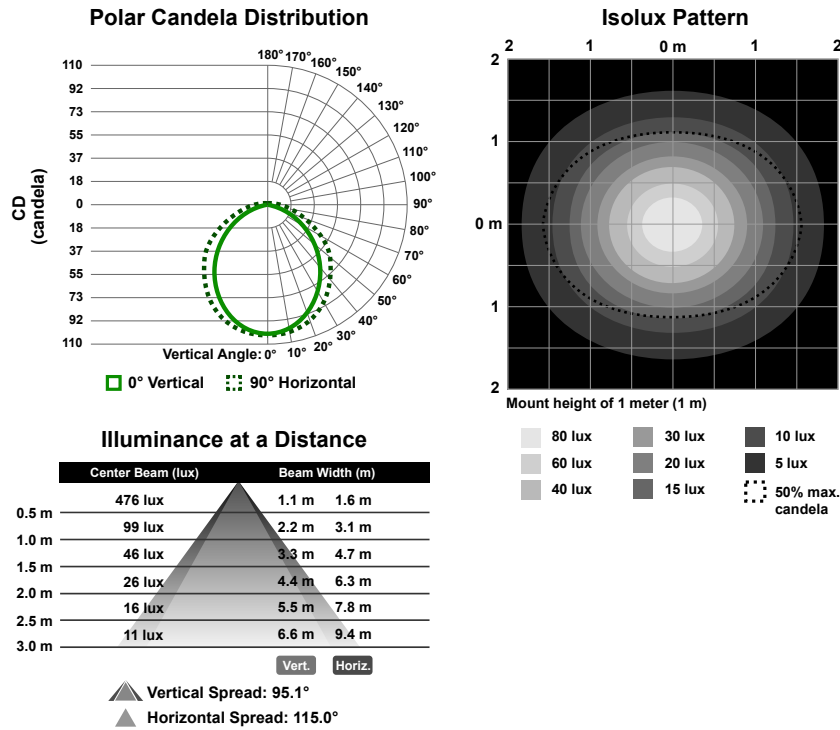 Polar Candela Distribution
180°
170°
160°
150°
140°
130°
120°
110°
100°
90°
80°
70°
60°
50°
40°
30°
20°
10°
Vertical Angle: 0°
110
92
73
55
37
18
0
18
37
55
73
92
110
CD
(candela)
0° Vertical
90° Horizontal
Isolux Pattern
2 1 0 m 1 2
2
1
0 m
1
2
Mount height of 1 meter (1 m)
80 lux 30 lux 10 lux
60 lux 20 lux 5 lux
40 lux 15 lux 50% max.
candela
Illuminance at a Distance
Center Beam (lux) Beam Width (m)
476 lux 1.1 m 1.6 m
0.5 m
99 lux 2.2 m 3.1 m
1.0 m
46 lux 3.3 m 4.7 m
1.5 m
26 lux 4.4 m 6.3 m
2.0 m
16 lux 5.5 m 7.8 m
2.5 m
11 lux 6.6 m 9.4 m
3.0 m
Vert. Horiz.
Vertical Spread: 95.1°
Horizontal Spread: 115.0°